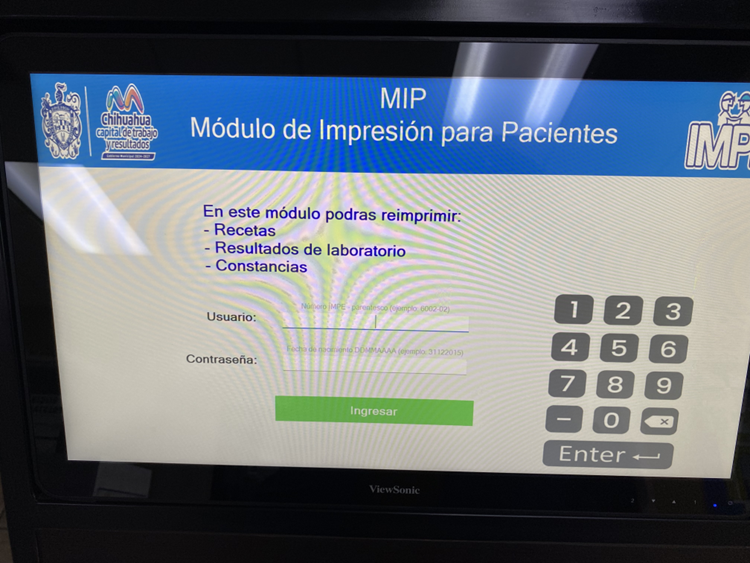 MIP
Módulo de Impresión para Pacientes
Chihuahua
capital de trabajo
y resultados
IMP
En este módulo podras reimprimir:
- Recetas
- Resultados de laboratorio
- Constancias
Usuario:
Número IMPE - parentesco (ejemplo: 6002-02)
Contraseña:
Fecha de nacimiento DDMMAAAA (ejemplo: 31122015)
Ingresar
1 2 3
4 5 6
7 8 9
- 0
Enter
ViewSonic